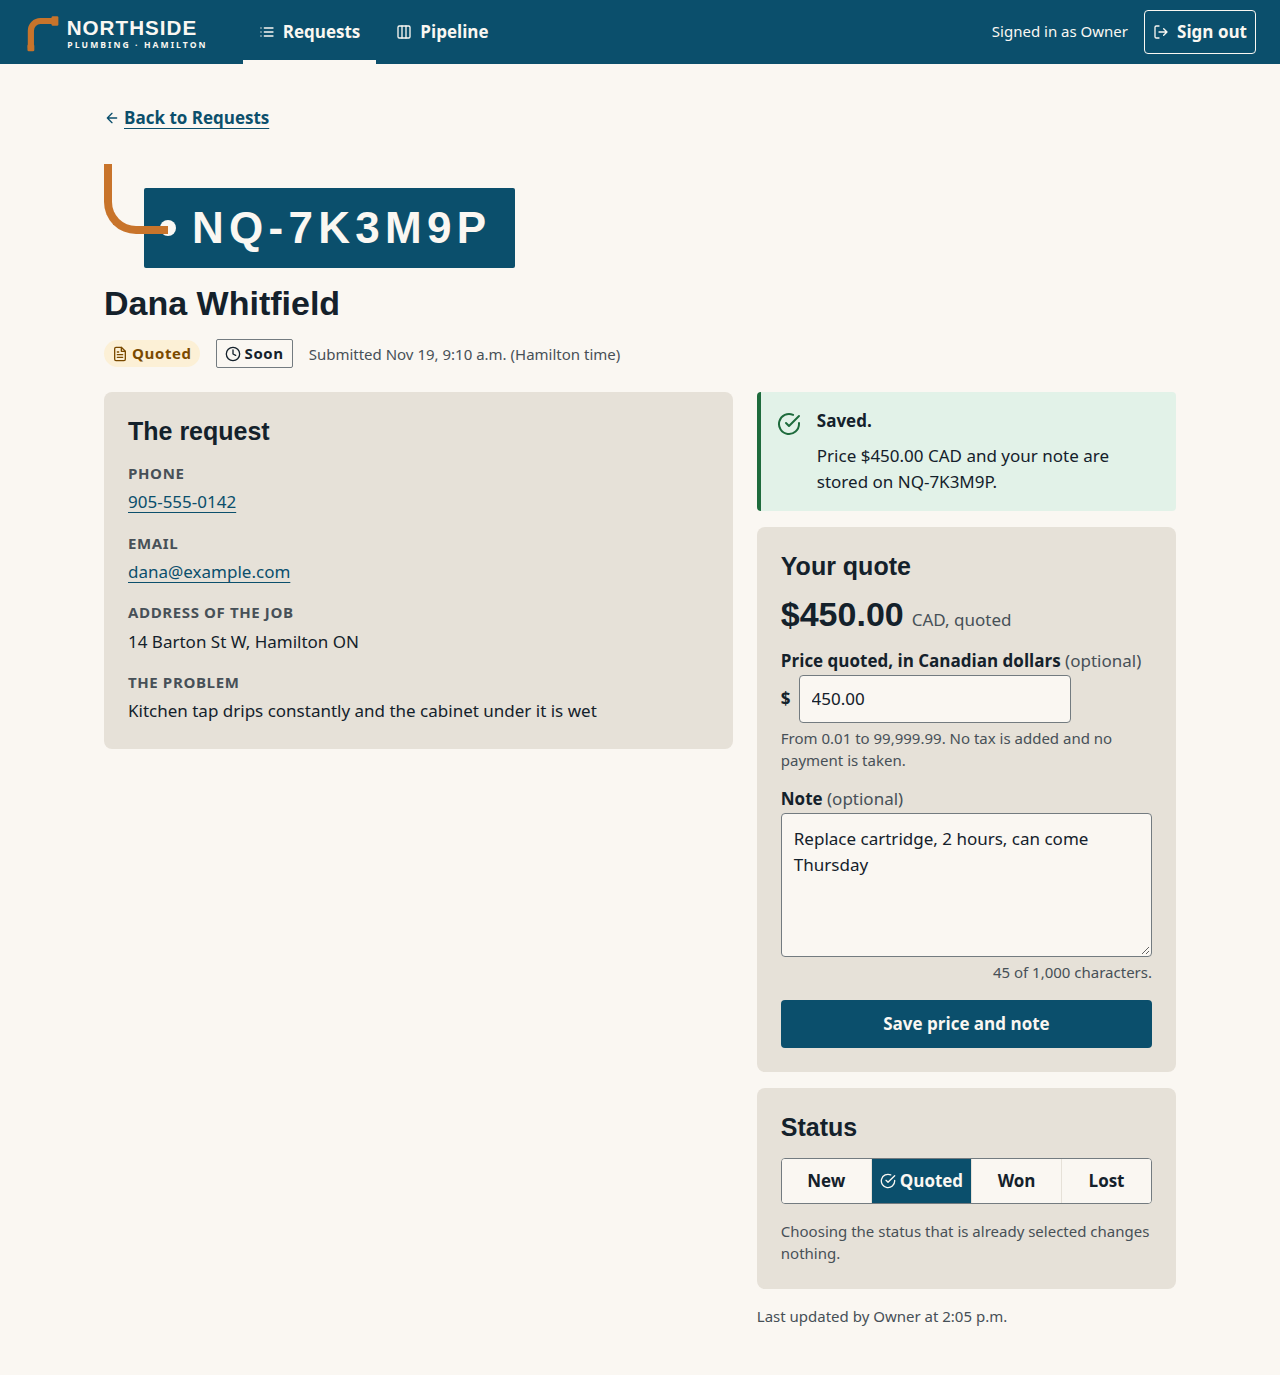 NORTHSIDE
PLUMBING · HAMILTON
Requests
Pipeline
Signed in as Owner
Sign out
Back to Requests
NQ-7K3M9P
Dana Whitfield
Quoted
Soon
Submitted Nov 19, 9:10 a.m. (Hamilton time)
The request
PHONE
905-555-0142
EMAIL
dana@example.com
ADDRESS OF THE JOB
14 Barton St W, Hamilton ON
THE PROBLEM
Kitchen tap drips constantly and the cabinet under it is wet
Saved.
Price $450.00 CAD and your note are
stored on NQ-7K3M9P.
Your quote
$450.00 CAD, quoted
Price quoted, in Canadian dollars (optional)
$ 450.00
From 0.01 to 99,999.99. No tax is added and no
payment is taken.
Note (optional)
Replace cartridge, 2 hours, can come
Thursday
45 of 1,000 characters.
Save price and note
Status
New
Quoted
Won
Lost
Choosing the status that is already selected changes
nothing.
Last updated by Owner at 2:05 p.m.